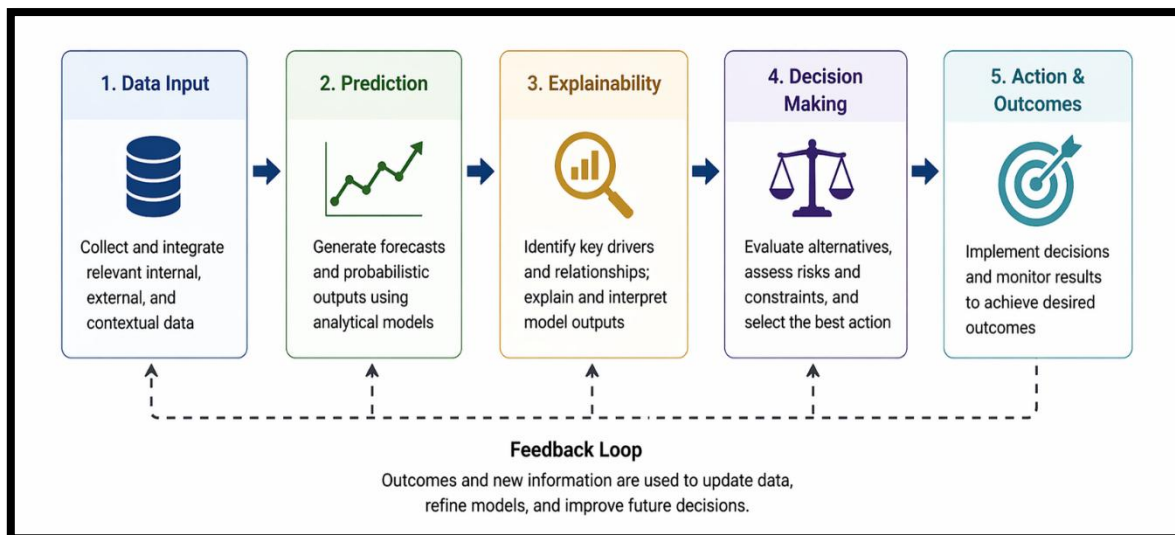 1. Data Input
Collect and integrate
relevant internal,
external, and
contextual data
2. Prediction
Generate forecasts
and probabilistic
outputs using
analytical models
3. Explainability
Identify key drivers
and relationships;
explain and interpret
model outputs
4. Decision
Making
Evaluate alternatives,
assess risks and
constraints, and
select the best action
5. Action &
Outcomes
Implement decisions
and monitor results
to achieve desired
outcomes
Feedback Loop
Outcomes and new information are used to update data,
refine models, and improve future decisions.